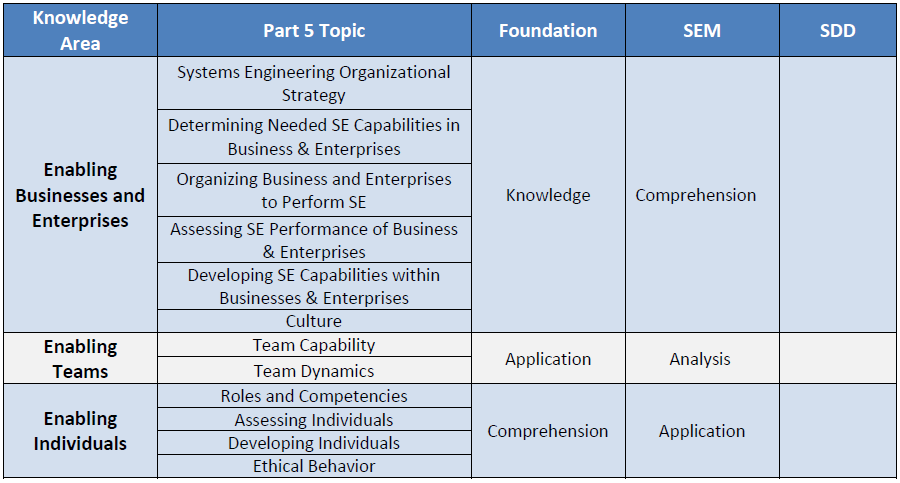 Knowledge
Area
Part 5 Topic
Foundation
SEM
SDD
Enabling
Businesses and
Enterprises
Systems Engineering Organizational
Strategy
Determining Needed SE Capabilities in
Business & Enterprises
Organizing Business and Enterprises
to Perform SE
Assessing SE Performance of Business
& Enterprises
Developing SE Capabilities within
Businesses & Enterprises
Culture
Knowledge
Comprehension
Enabling
Teams
Team Capability
Team Dynamics
Application
Analysis
Enabling
Individuals
Roles and Competencies
Assessing Individuals
Developing Individuals
Ethical Behavior
Comprehension
Application